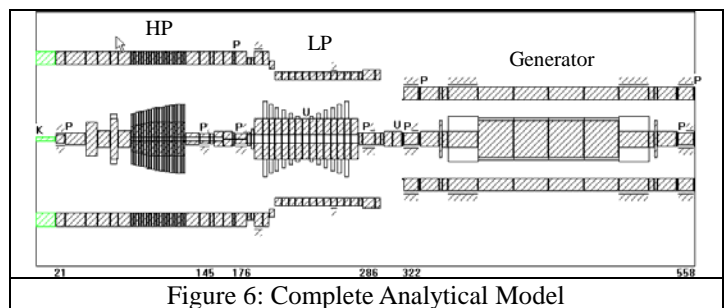 HP
LP
Generator
P
P
K
P
P
P
U
P
U
P
P
P
21
145
176
286
322
558
Figure 6: Complete Analytical Model